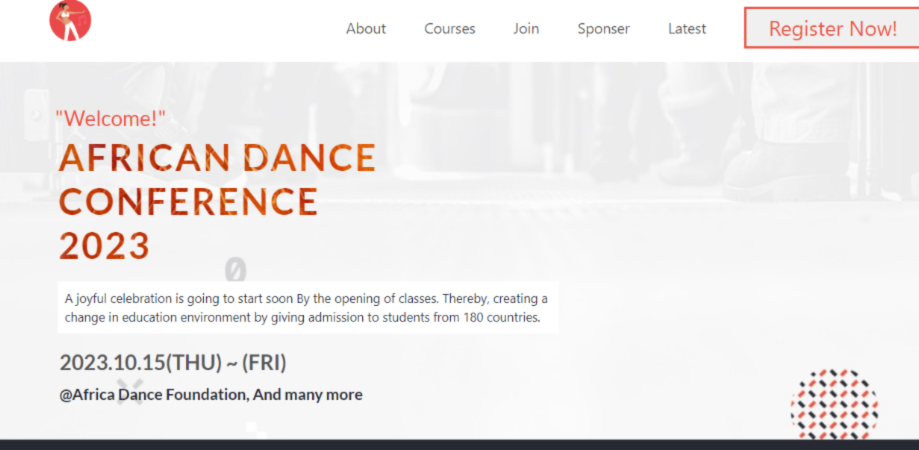 About
Courses
Join
Sponser
Latest
Register Now!
"Welcome!"
AFRICAN DANCE
CONFERENCE
2023
0
A joyful celebration is going to start soon By the opening of classes. Thereby, creating a
change in education environment by giving admission to students from 180 countries.
2023.10.15(THU) ~ (FRI)
@Africa Dance Foundation, And many more